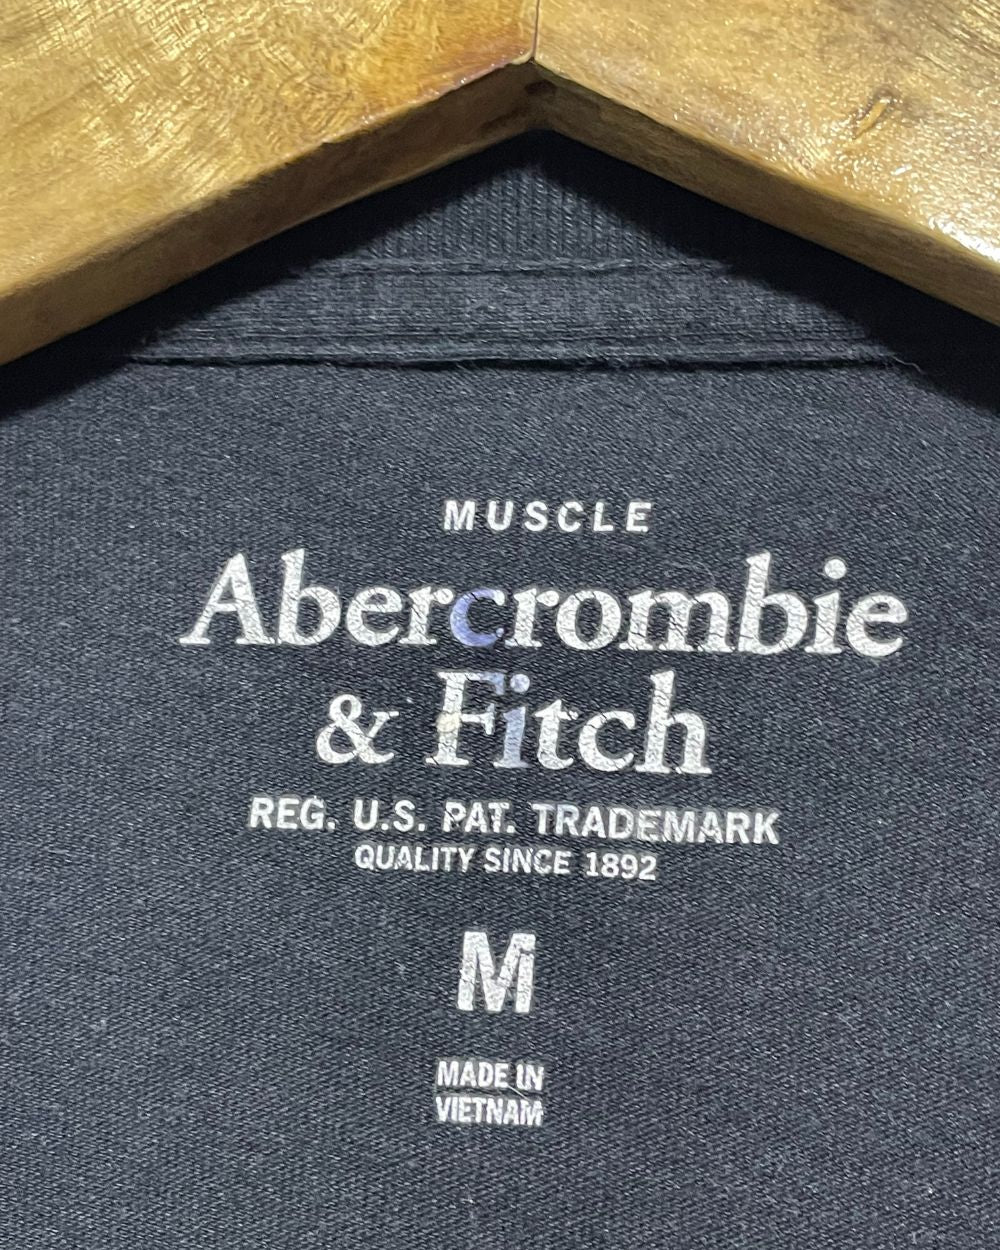 MUSCLE
Abercrombie
& Fitch
REG. U.S. PAT. TRADEMARK
QUALITY SINCE 1892
M
MADE IN
VIETNAM